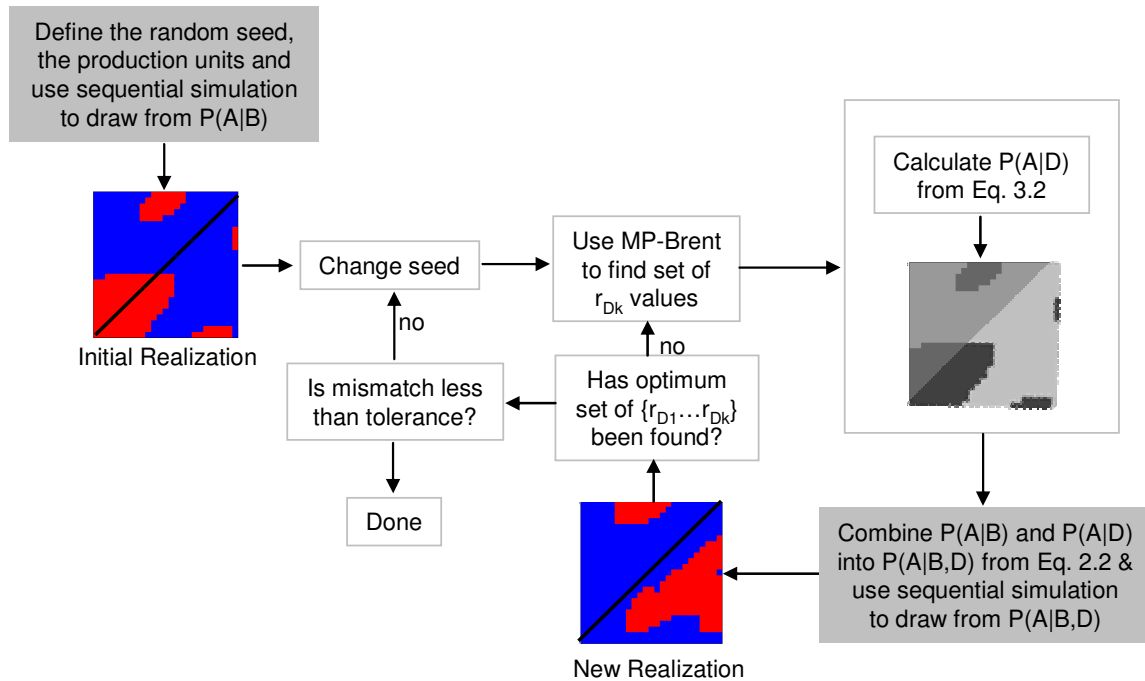 Define the random seed,
the production units and
use sequential simulation
to draw from P(A|B)
Initial Realization
Change seed
Use MP-Brent
to find set of
r_Dk values
Calculate P(A|D)
from Eq. 3.2
Combine P(A|B) and P(A|D)
into P(A|B,D) from Eq. 2.2 &
use sequential simulation
to draw from P(A|B,D)
New Realization
Has optimum
set of {r_D1…r_Dk}
been found?
no
Is mismatch less
than tolerance?
no
Done